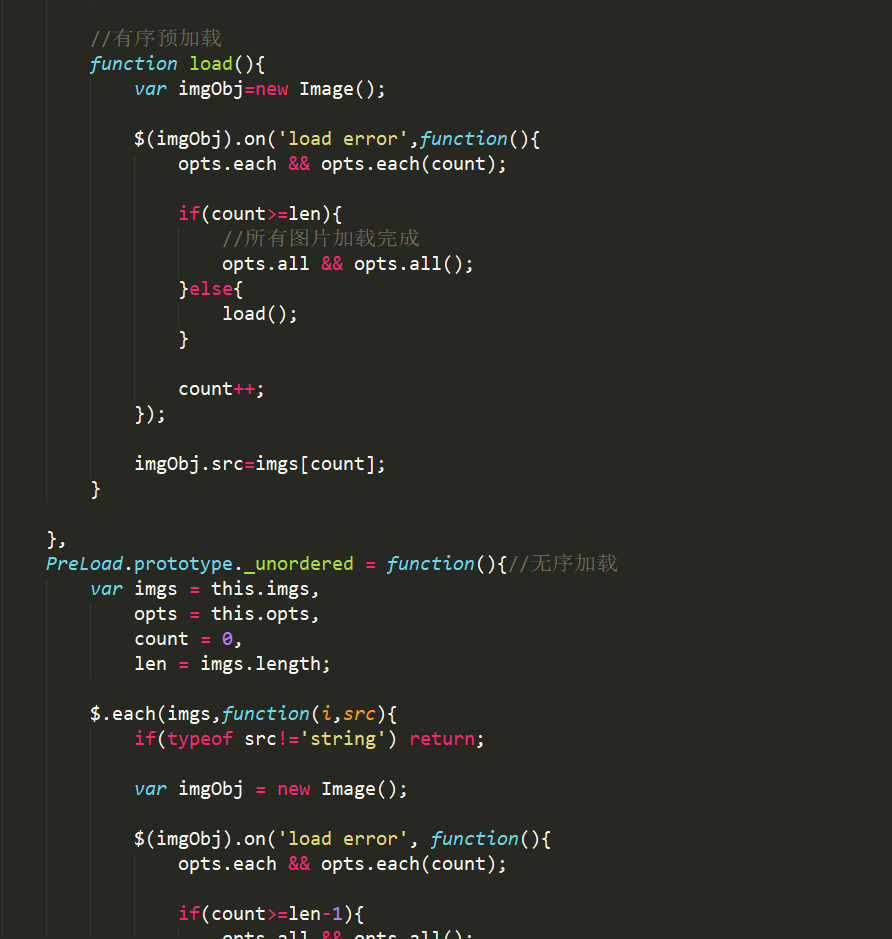 //有序预加载
function load(){
var imgObj=new Image();
$(imgObj).on('load error',function(){
opts.each && opts.each(count);
if(count>=len){
//所有图片加载完成
opts.all && opts.all();
}else{
load();
}
count++;
});
imgObj.src=imgs[count];
}
},
PreLoad.prototype._unordered = function(){//无序加载
var imgs = this.imgs,
opts = this.opts,
count = 0,
len = imgs.length;
$.each(imgs,function(i,src){
if(typeof src!='string') return;
var imgObj = new Image();
$(imgObj).on('load error', function(){
opts.each && opts.each(count);
if(count>=len-1){
opts.all && opts.all();